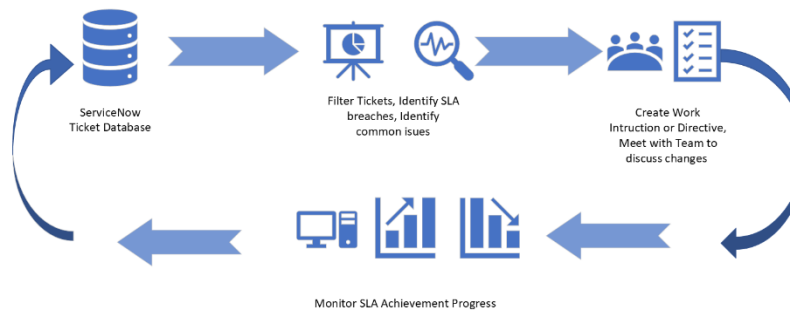 ServiceNow
Ticket Database
Filter Tickets, Identify SLA
breaches, Identify
common isues
Create Work
Intruction or Directive,
Meet with Team to
discuss changes
Monitor SLA Achievement Progress